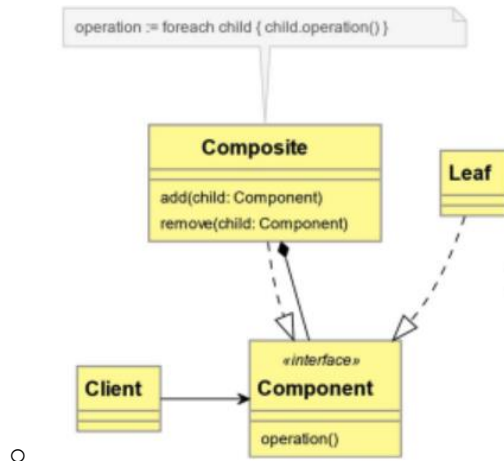 operation := foreach child { child.operation() }
Composite
add(child: Component)
remove(child: Component)
Leaf
«interface»
Component
operation()
Client